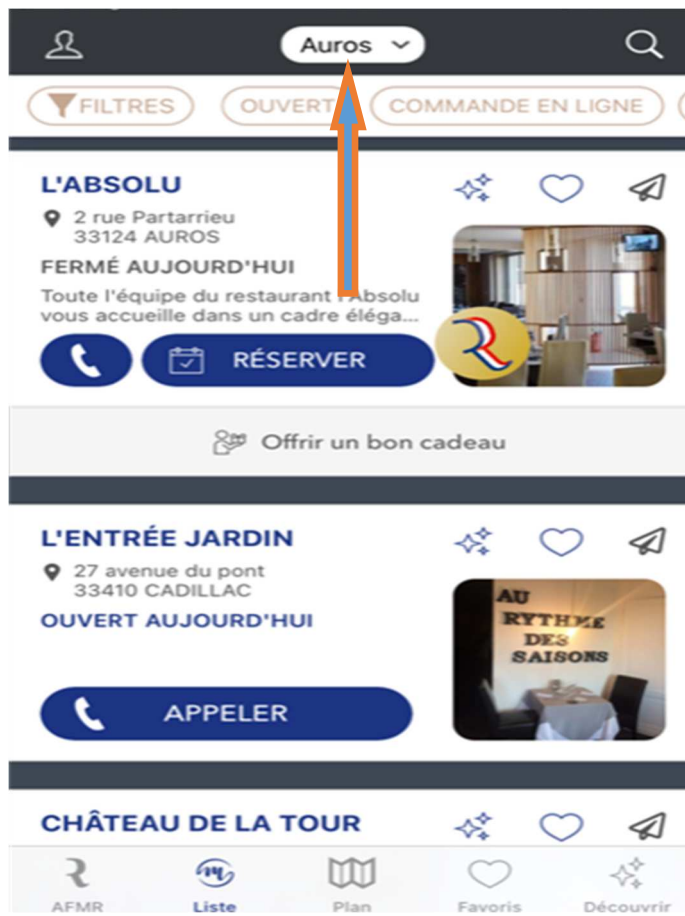 Auros
FILTRES OUVERT COMMANDE EN LIGNE
L'ABSOLU
2 rue Partarrieu
33124 AUROS
FERMÉ AUJOURD'HUI
Toute l'équipe du restaurant l'Absolu
vous accueille dans un cadre éléga...
RÉSERVER
Offrir un bon cadeau
L'ENTRÉE JARDIN
27 avenue du pont
33410 CADILLAC
OUVERT AUJOURD'HUI
AU
RYTHME
DES
SAISONS
APPELER
CHÂTEAU DE LA TOUR
AFMR Liste Plan Favoris Découvrir